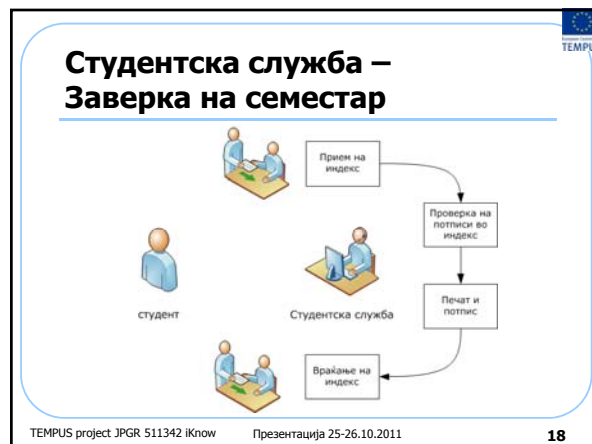 Студентска служба –
Заверка на семестар
TEMPU
Прием на
индекс
Проверка на
потписи во
индекс
студент
Студентска служба
Печат и
потпис
Враќање на
индекс
TEMPUS project JPGR 511342 iKnow
Презентација 25-26.10.2011
18